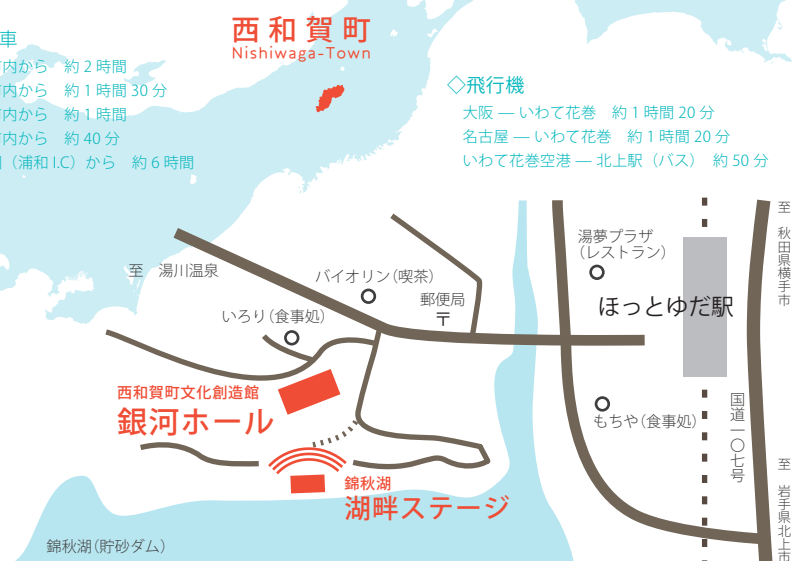 西和賀町
Nishiwaga-Town
車
内から　約２時間
内から　約１時間 30 分
内から　約１時間
内から　約 40 分
（浦和 I.C）から　約６時間
◇飛行機
大阪 ― いわて花巻　約１時間 20 分
名古屋 ― いわて花巻　約１時間 20 分
いわて花巻空港 ― 北上駅（バス）　約 50 分
至　湯川温泉
バイオリン（喫茶）
郵便局
〒
いろり（食事処）
湯夢プラザ
（レストラン）
ほっとゆだ駅
至　秋田県横手市
西和賀町文化創造館
銀河ホール
もちや（食事処）
国道一〇七号
至　岩手県北上市
錦秋湖
湖畔ステージ
錦秋湖（貯砂ダム）